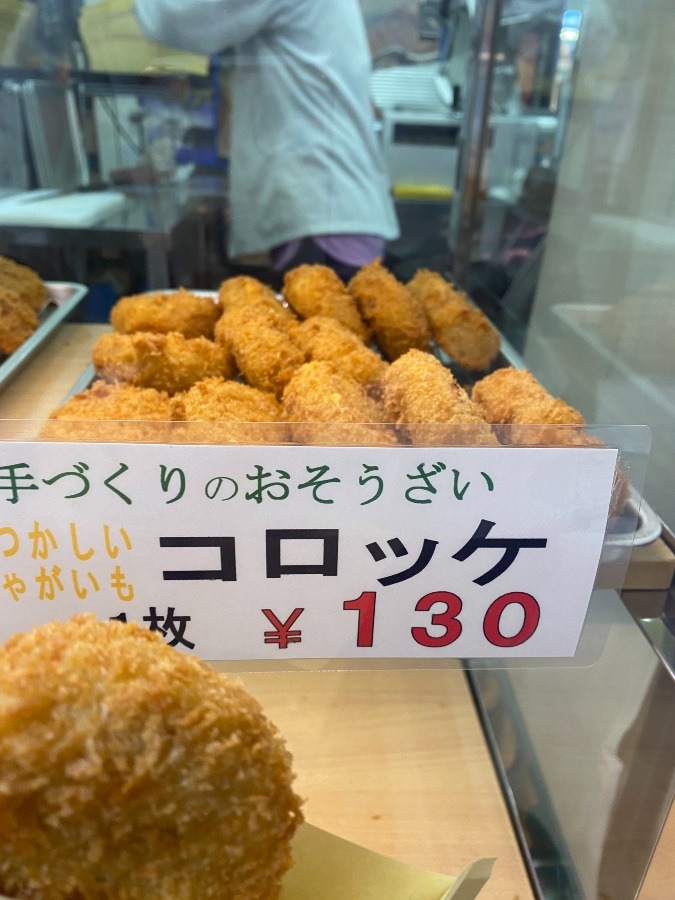 手づくりのおそうざい
つかしい
ゃがいも
コロッケ
1枚 ¥130